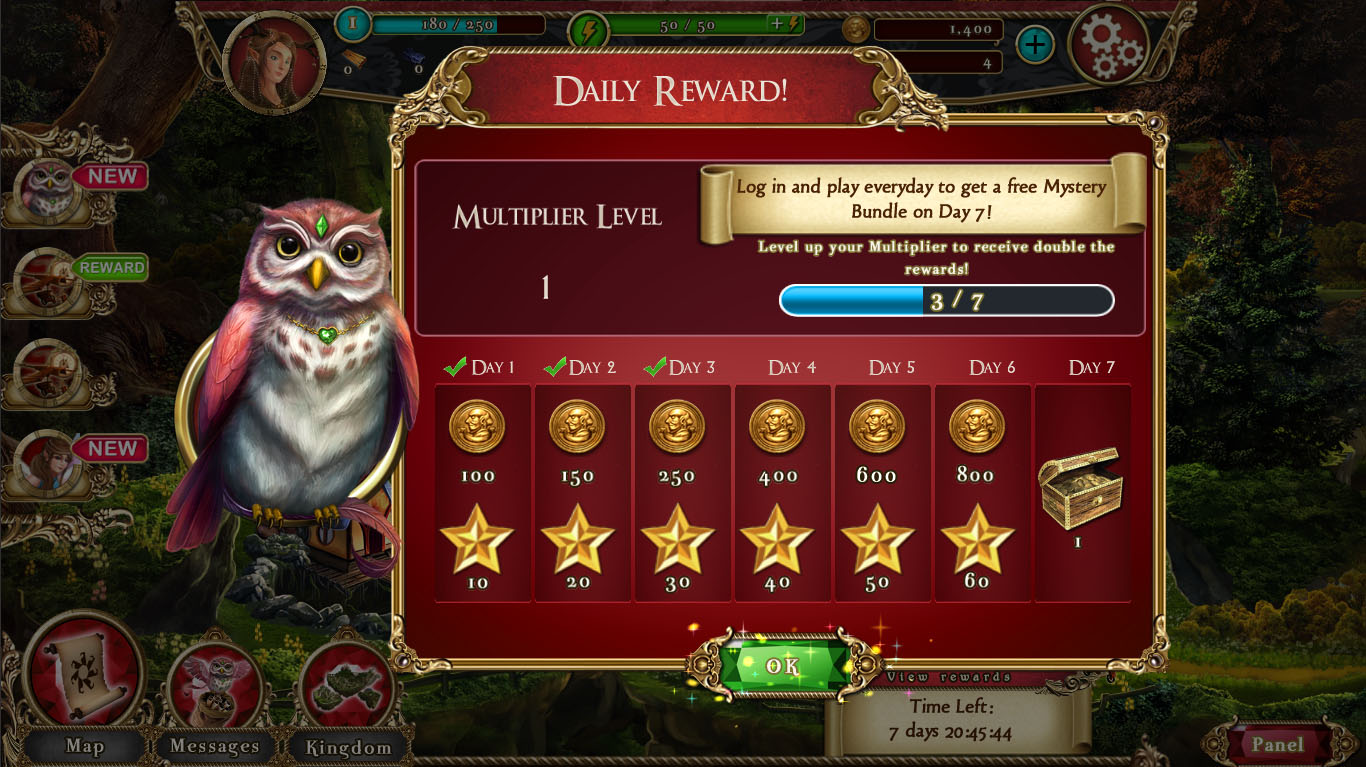 I
180 / 250
50 / 50
+
1,400
0
0
4
DAILY REWARD!
NEW
REWARD
NEW
MULTIPLIER LEVEL
1
Log in and play everyday to get a free Mystery
Bundle on Day 7!
Level up your Multiplier to receive double the
rewards!
3 / 7
DAY 1
DAY 2
DAY 3
DAY 4
DAY 5
DAY 6
DAY 7
100
150
250
400
600
800
10
20
30
40
50
60
1
OK
View rewards
Time Left:
7 days 20:45:44
Map
Messages
Kingdom
Panel